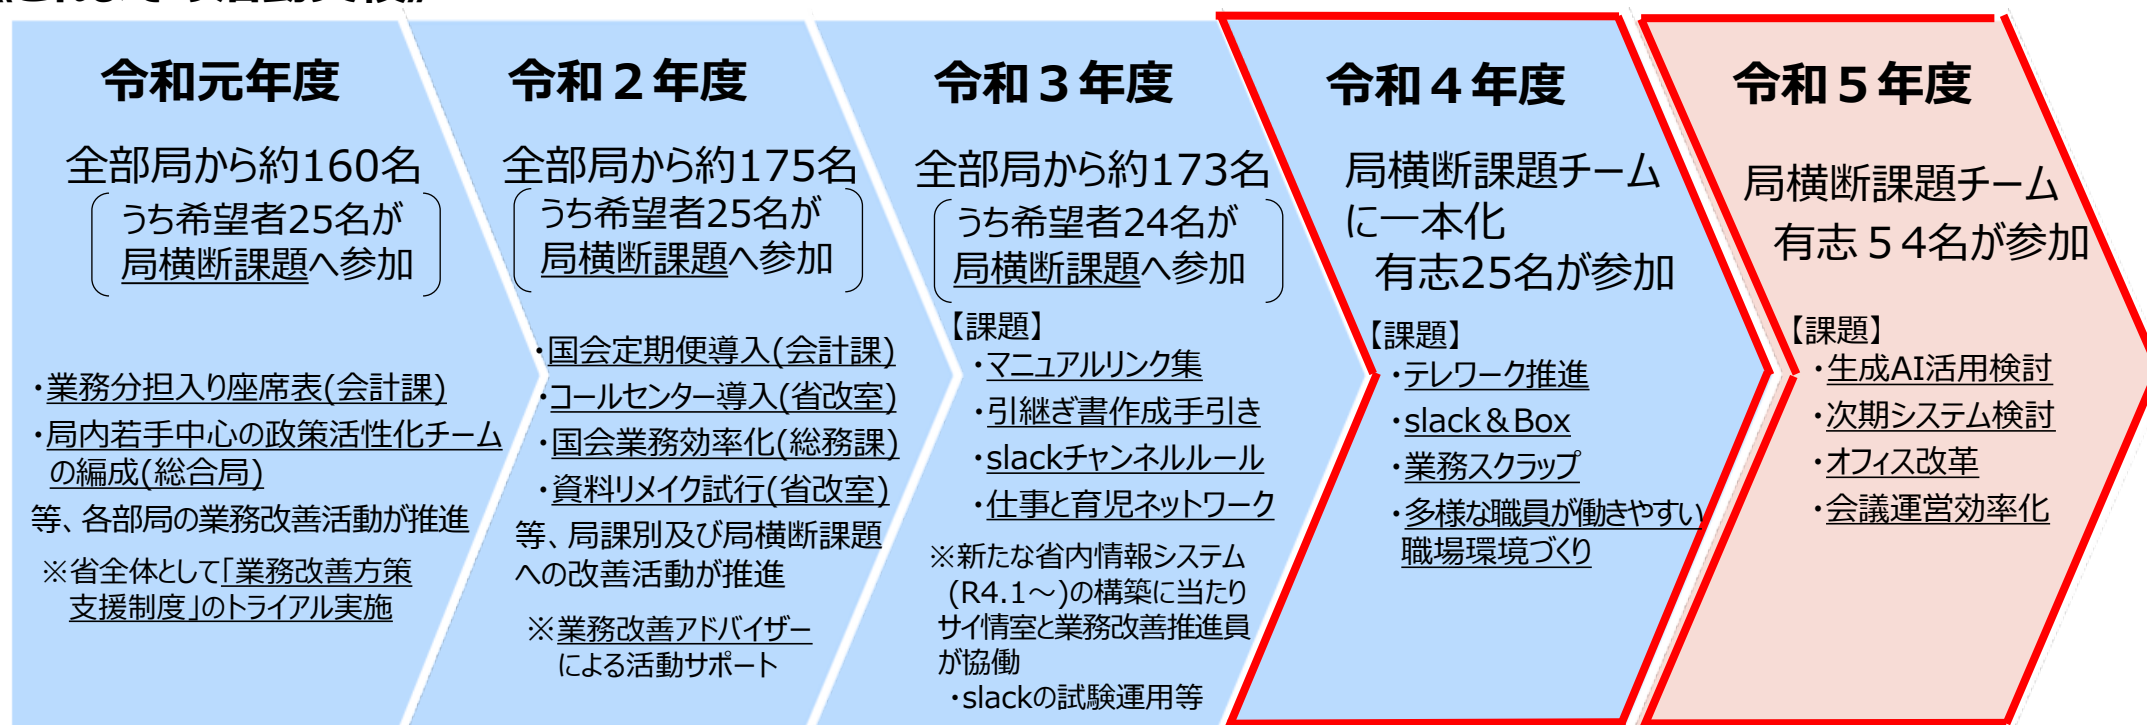 令和元年度
全部局から約160名
うち希望者25名が
局横断課題へ参加
・業務分担入り座席表(会計課)
・局内若手中心の政策活性化チーム
の編成(総合局)
等、各部局の業務改善活動が推進
※省全体として「業務改善方策
支援制度」のトライアル実施
令和２年度
全部局から約175名
うち希望者25名が
局横断課題へ参加
・国会定期便導入(会計課)
・コールセンター導入(省改室)
・国会業務効率化(総務課)
・資料リメイク試行(省改室)
等、局課別及び局横断課題
への改善活動が推進
※業務改善アドバイザー
による活動サポート
令和３年度
全部局から約173名
うち希望者24名が
局横断課題へ参加
【課題】
・マニュアルリンク集
・引継ぎ書作成手引き
・slackチャンネルルール
・仕事と育児ネットワーク
※新たな省内情報システム
(R4.1～)の構築に当たり
サイ情室と業務改善推進員
が協働
・slackの試験運用等
令和４年度
局横断課題チーム
に一本化
有志25名が参加
【課題】
・テレワーク推進
・slack＆Box
・業務スクラップ
・多様な職員が働きやすい
職場環境づくり
令和５年度
局横断課題チーム
有志５4名が参加
【課題】
・生成AI活用検討
・次期システム検討
・オフィス改革
・会議運営効率化